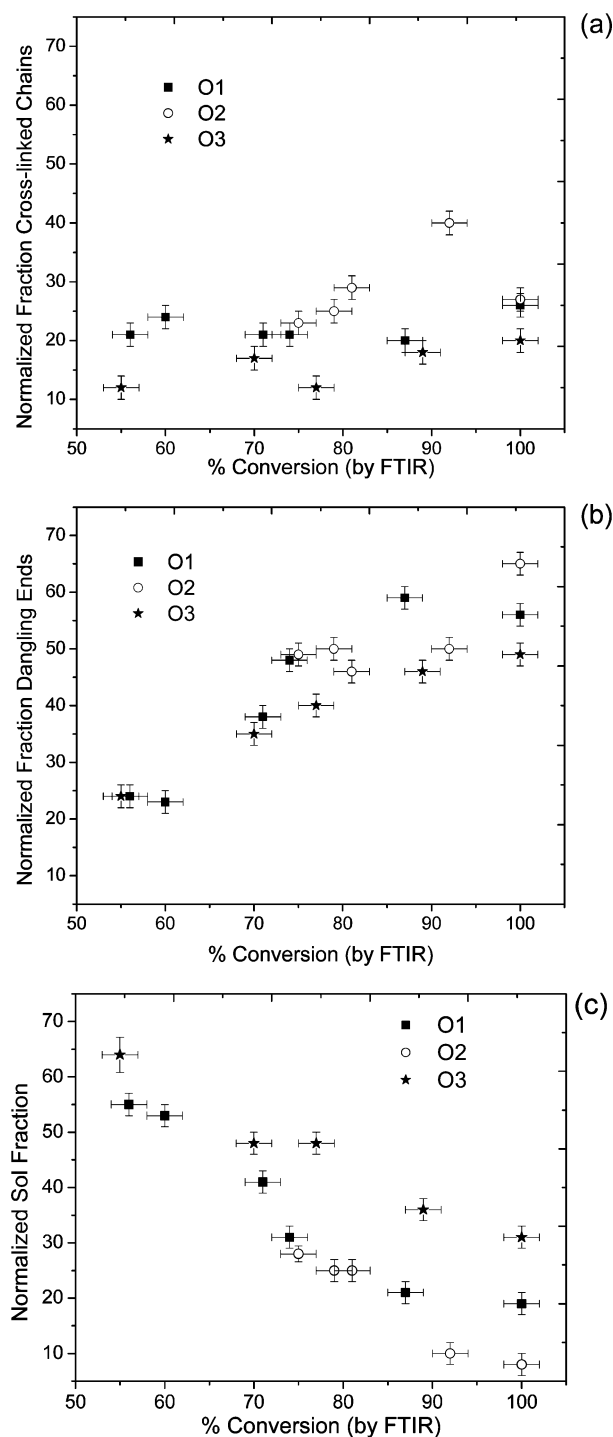 (a)
Normalized Fraction Cross-linked Chains
70
60
50
40
30
20
10
O1
O2
O3
50 60 70 80 90 100
% Conversion (by FTIR)
(b)
Normalized Fraction Dangling Ends
70
60
50
40
30
20
10
O1
O2
O3
50 60 70 80 90 100
% Conversion (by FTIR)
(c)
Normalized Sol Fraction
70
60
50
40
30
20
10
O1
O2
O3
50 60 70 80 90 100
% Conversion (by FTIR)